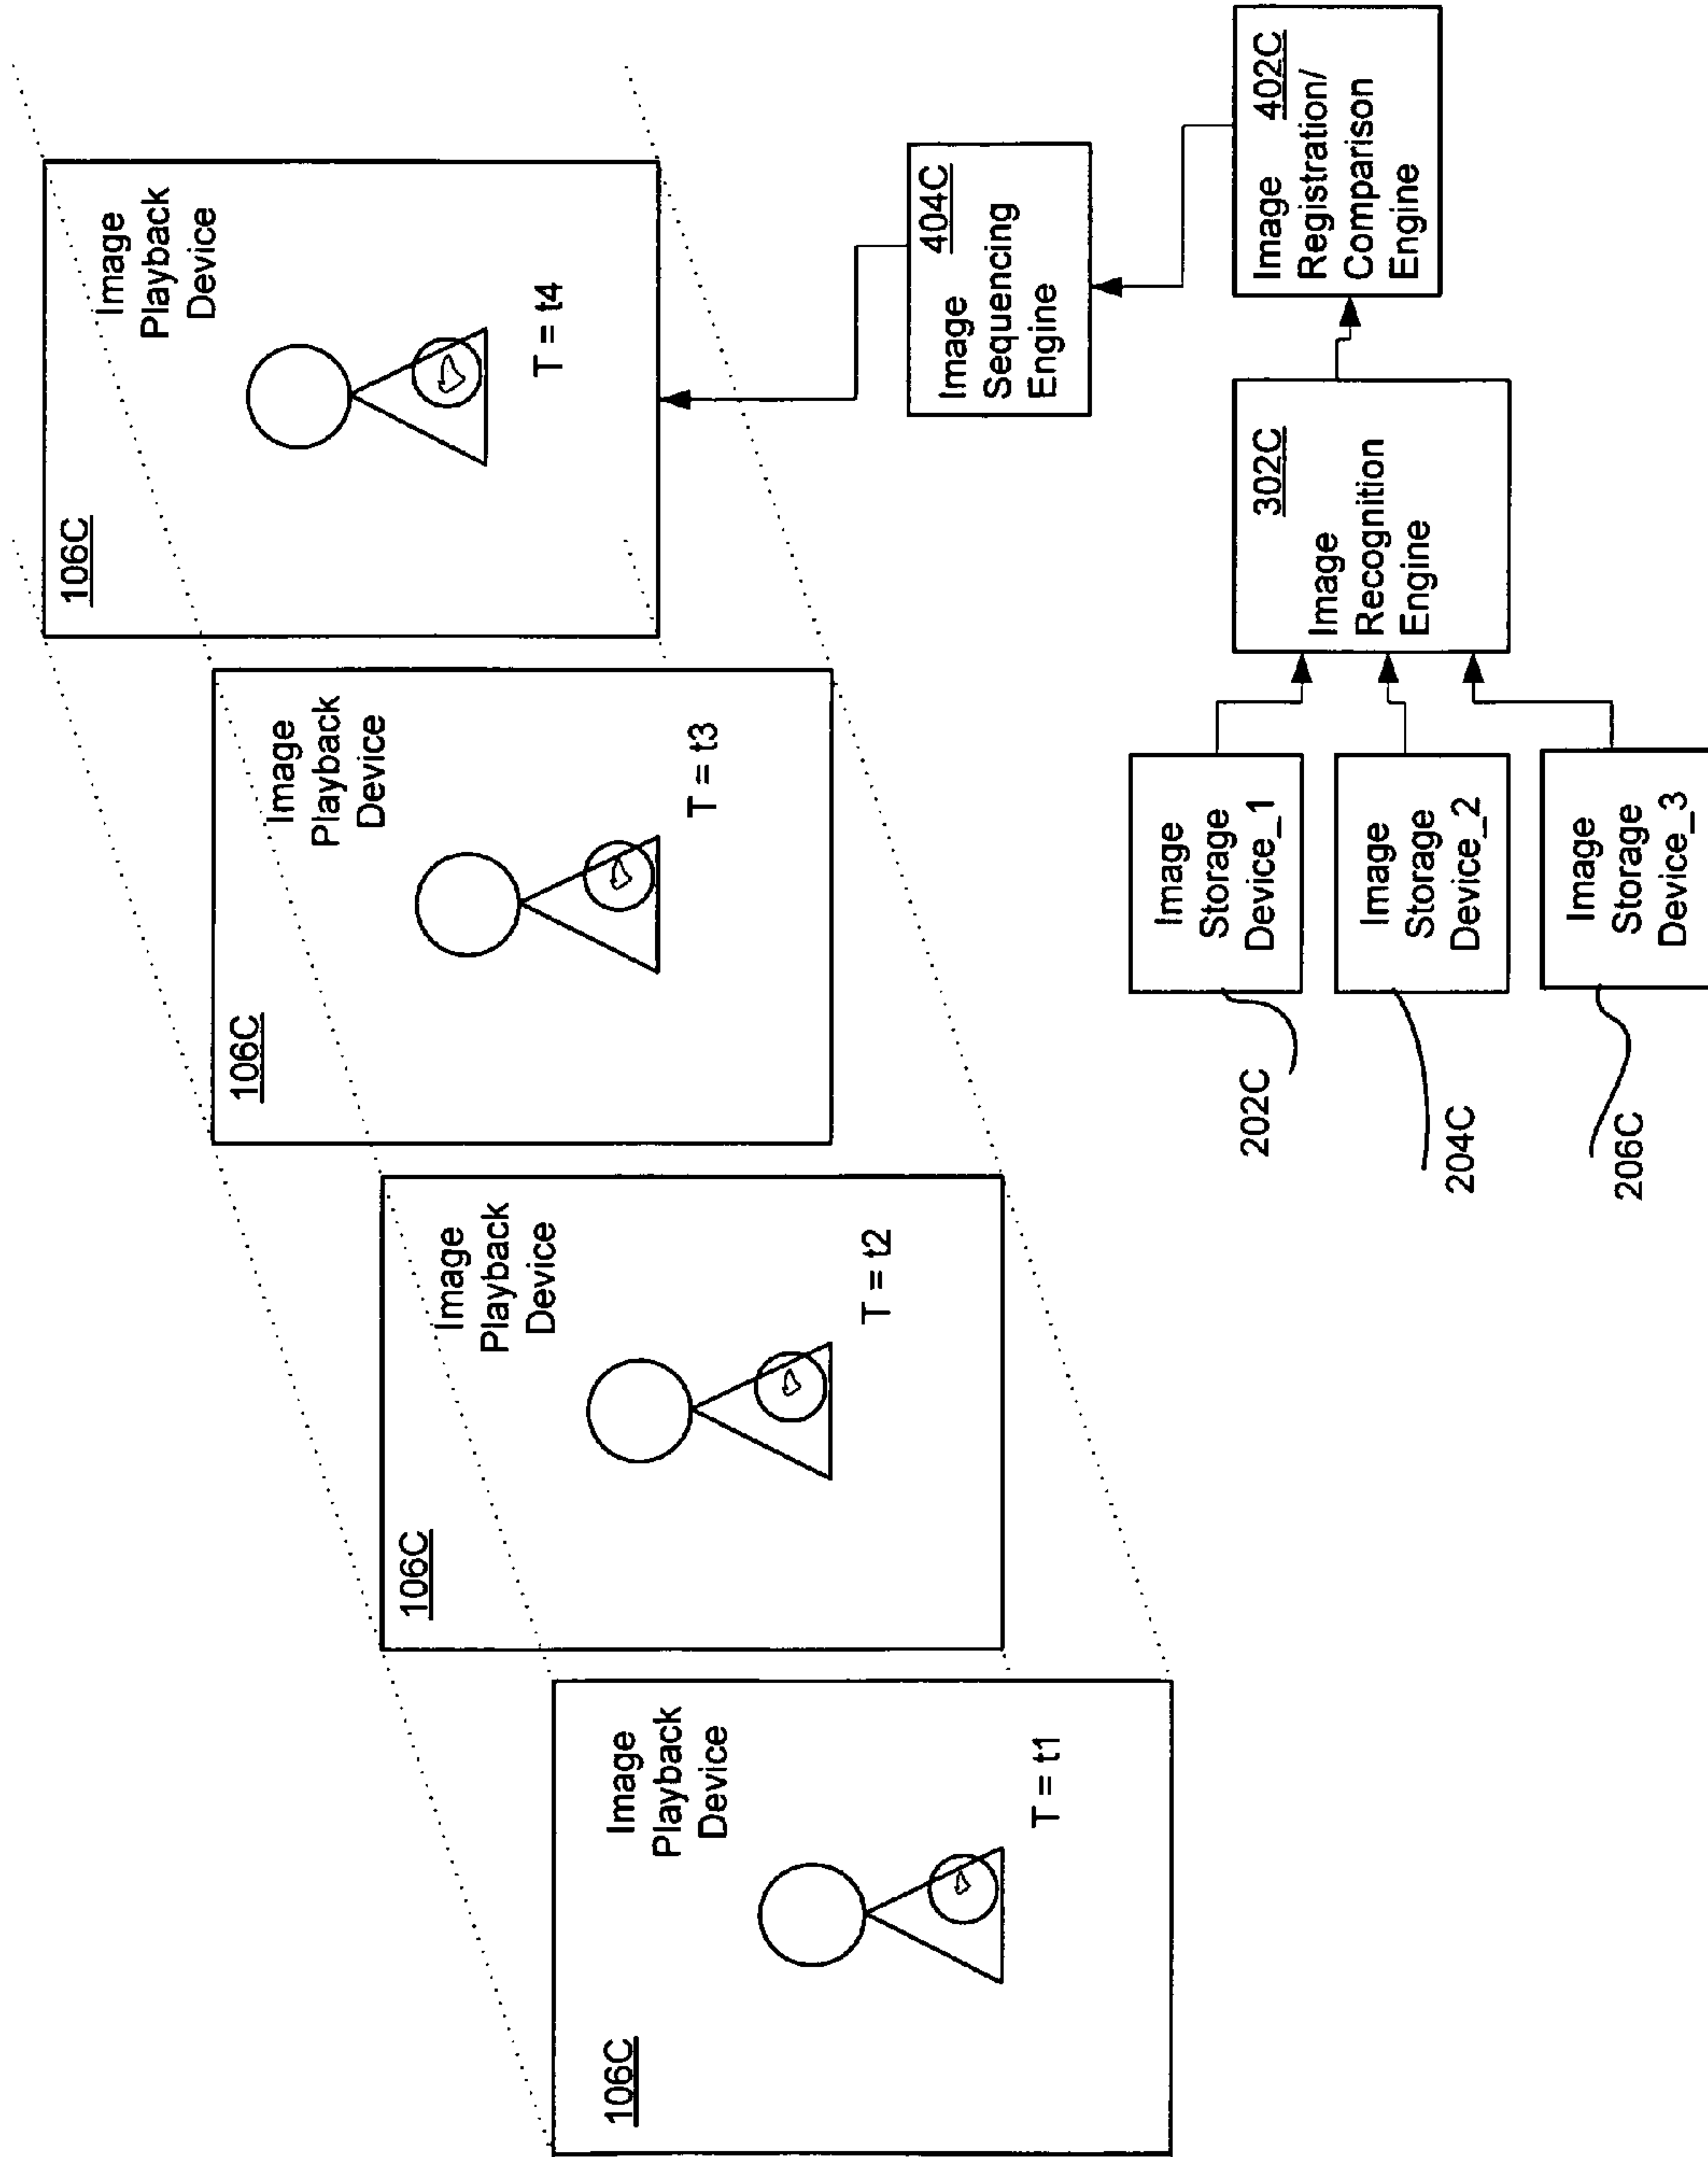 106C
Image
Playback
Device
T = t1
106C
Image
Playback
Device
T = t2
106C
Image
Playback
Device
T = t3
106C
Image
Playback
Device
T = t4
404C
Image
Sequencing
Engine
Image 402C
Registration/
Comparison
Engine
302C
Image
Recognition
Engine
Image
Storage
Device_1
202C
Image
Storage
Device_2
204C
Image
Storage
Device_3
206C